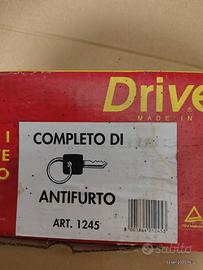 Drive
MADE IN
I
E
O
COMPLETO DI
ANTIFURTO
ART. 1245
subito